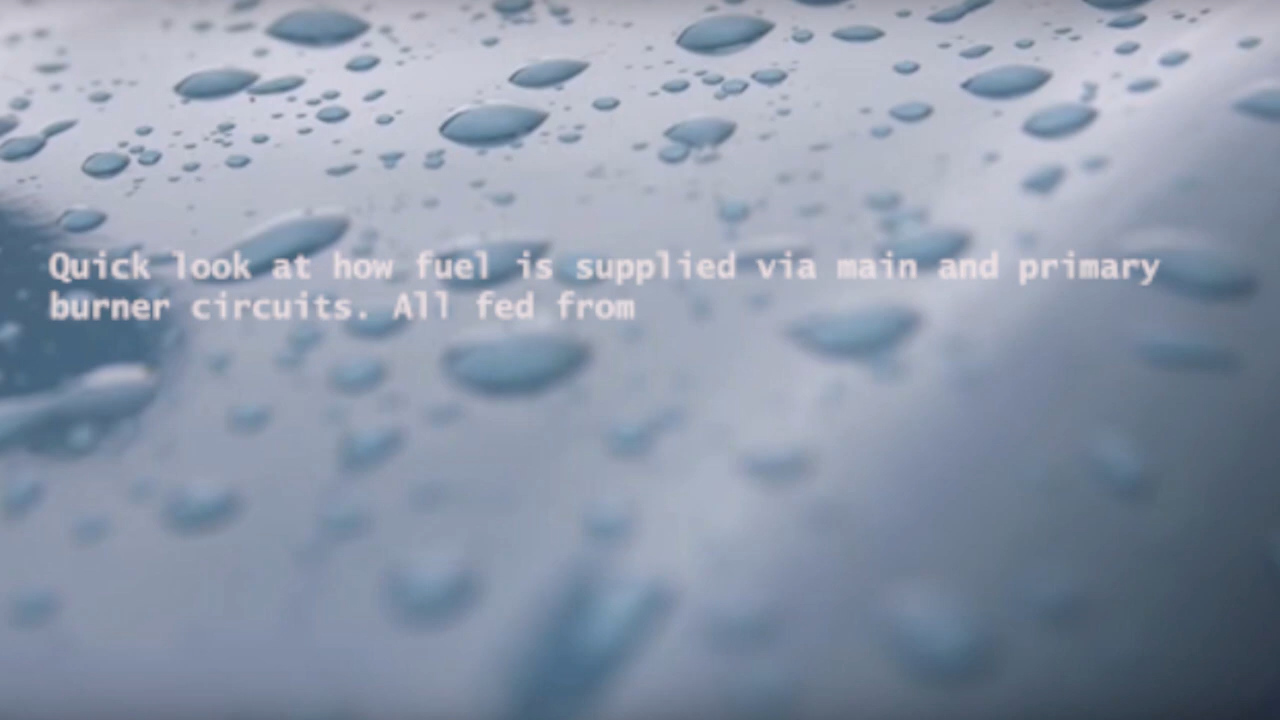 Quick look at how fuel is supplied via main and primary
burner circuits. All fed from